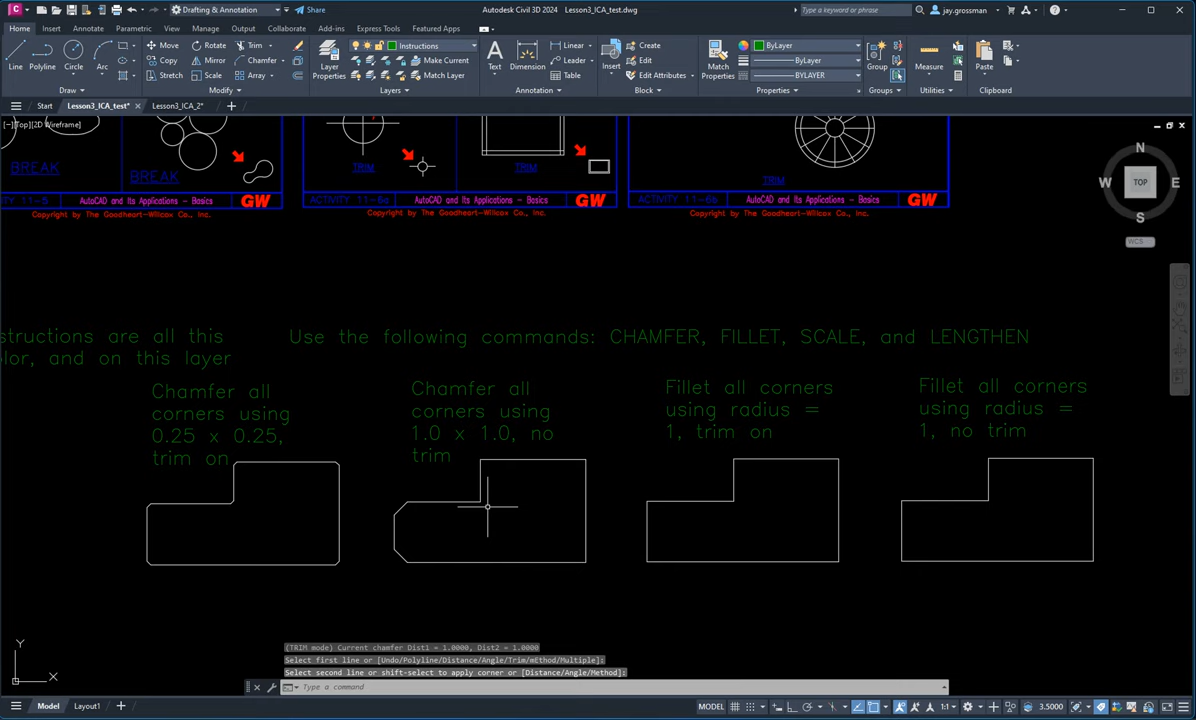 Drafting & Annotation
Share
Autodesk Civil 3D 2024 Lesson3_ICA_test.dwg
Type a keyword or phrase
jay.grossman
Home Insert Annotate Parametric View Manage Output Add-ins Express Tools Featured Apps
Line Polyline Circle Arc
Move Rotate Trim
Copy Mirror Chamfer
Stretch Scale Array
Layer Properties
Instructions
Make Current
Match Layer
Text Dimension
Linear
Leader
Table
Insert
Create
Edit
Edit Attributes
Match Properties
ByLayer
ByLayer
BYLAYER
Group
Measure
Paste
Draw Modify Layers Annotation Block Properties Groups Utilities Clipboard
Start Lesson3_ICA_test* Lesson3_ICA_2*
[−][Top][2D Wireframe]
N
W TOP E
S
WCS
BREAK BREAK TRIM TRIM TRIM
AutoCAD and Its Applications - Basics GW
ACTIVITY 11-6a AutoCAD and Its Applications - Basics GW
ACTIVITY 11-6b AutoCAD and Its Applications - Basics GW
Copyright by The Goodheart-Willcox Co., Inc.
Copyright by The Goodheart-Willcox Co., Inc.
Copyright by The Goodheart-Willcox Co., Inc.
structions are all this
lor, and on this layer
Use the following commands: CHAMFER, FILLET, SCALE, and LENGTHEN
Chamfer all
corners using
0.25 x 0.25,
trim on
Chamfer all
corners using
1.0 x 1.0, no
trim
Fillet all corners
using radius =
1, trim on
Fillet all corners
using radius =
1, no trim
Y
X
(TRIM mode) Current chamfer Dist1 = 1.0000, Dist2 = 1.0000
Select first line or [Undo/Polyline/Distance/Angle/Trim/mEthod/Multiple]:
Select second line or shift-select to apply corner or [Distance/Angle/Method]:
Type a command
Model Layout1
MODEL 1:1 3.5000